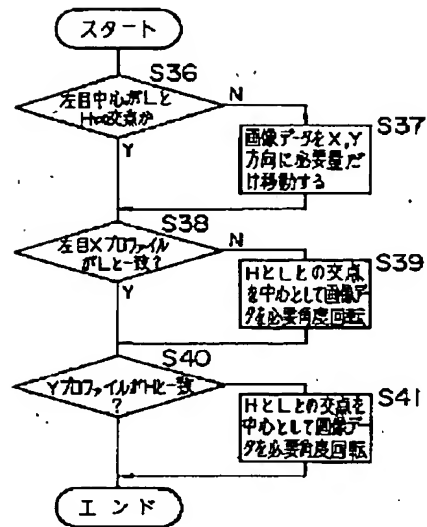 スタート
S36
左目中心がLと
Hの交点か
N
Y
S37
画像データをX,Y
方向に必要量だ
け移動する
S38
左目Xプロファイル
がLと一致?
N
Y
S39
HとLとの交点
を中心として画像デー
タを必要角度回転
S40
YプロファイルがHと一致
?
S41
HとLとの交点を
中心として画像デー
タを必要角度回転
エンド